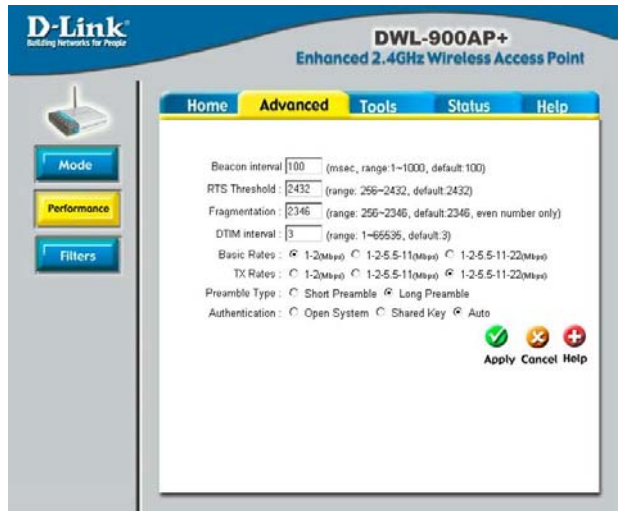 D-Link
Building Networks for People
DWL-900AP+
Enhanced 2.4GHz Wireless Access Point
Home Advanced Tools Status Help
Mode
Performance
Filters
Beacon interval 100 (msec, range:1~1000, default:100)
RTS Threshold : 2432 (range: 256~2432, default:2432)
Fragmentation : 2346 (range: 256~2346, default:2346, even number only)
DTIM interval : 3 (range: 1~65535, default:3)
Basic Rates : 1-2(Mbps) 1-2-5.5-11(Mbps) 1-2-5.5-11-22(Mbps)
TX Rates : 1-2(Mbps) 1-2-5.5-11(Mbps) 1-2-5.5-11-22(Mbps)
Preamble Type : Short Preamble Long Preamble
Authentication : Open System Shared Key Auto
Apply Cancel Help